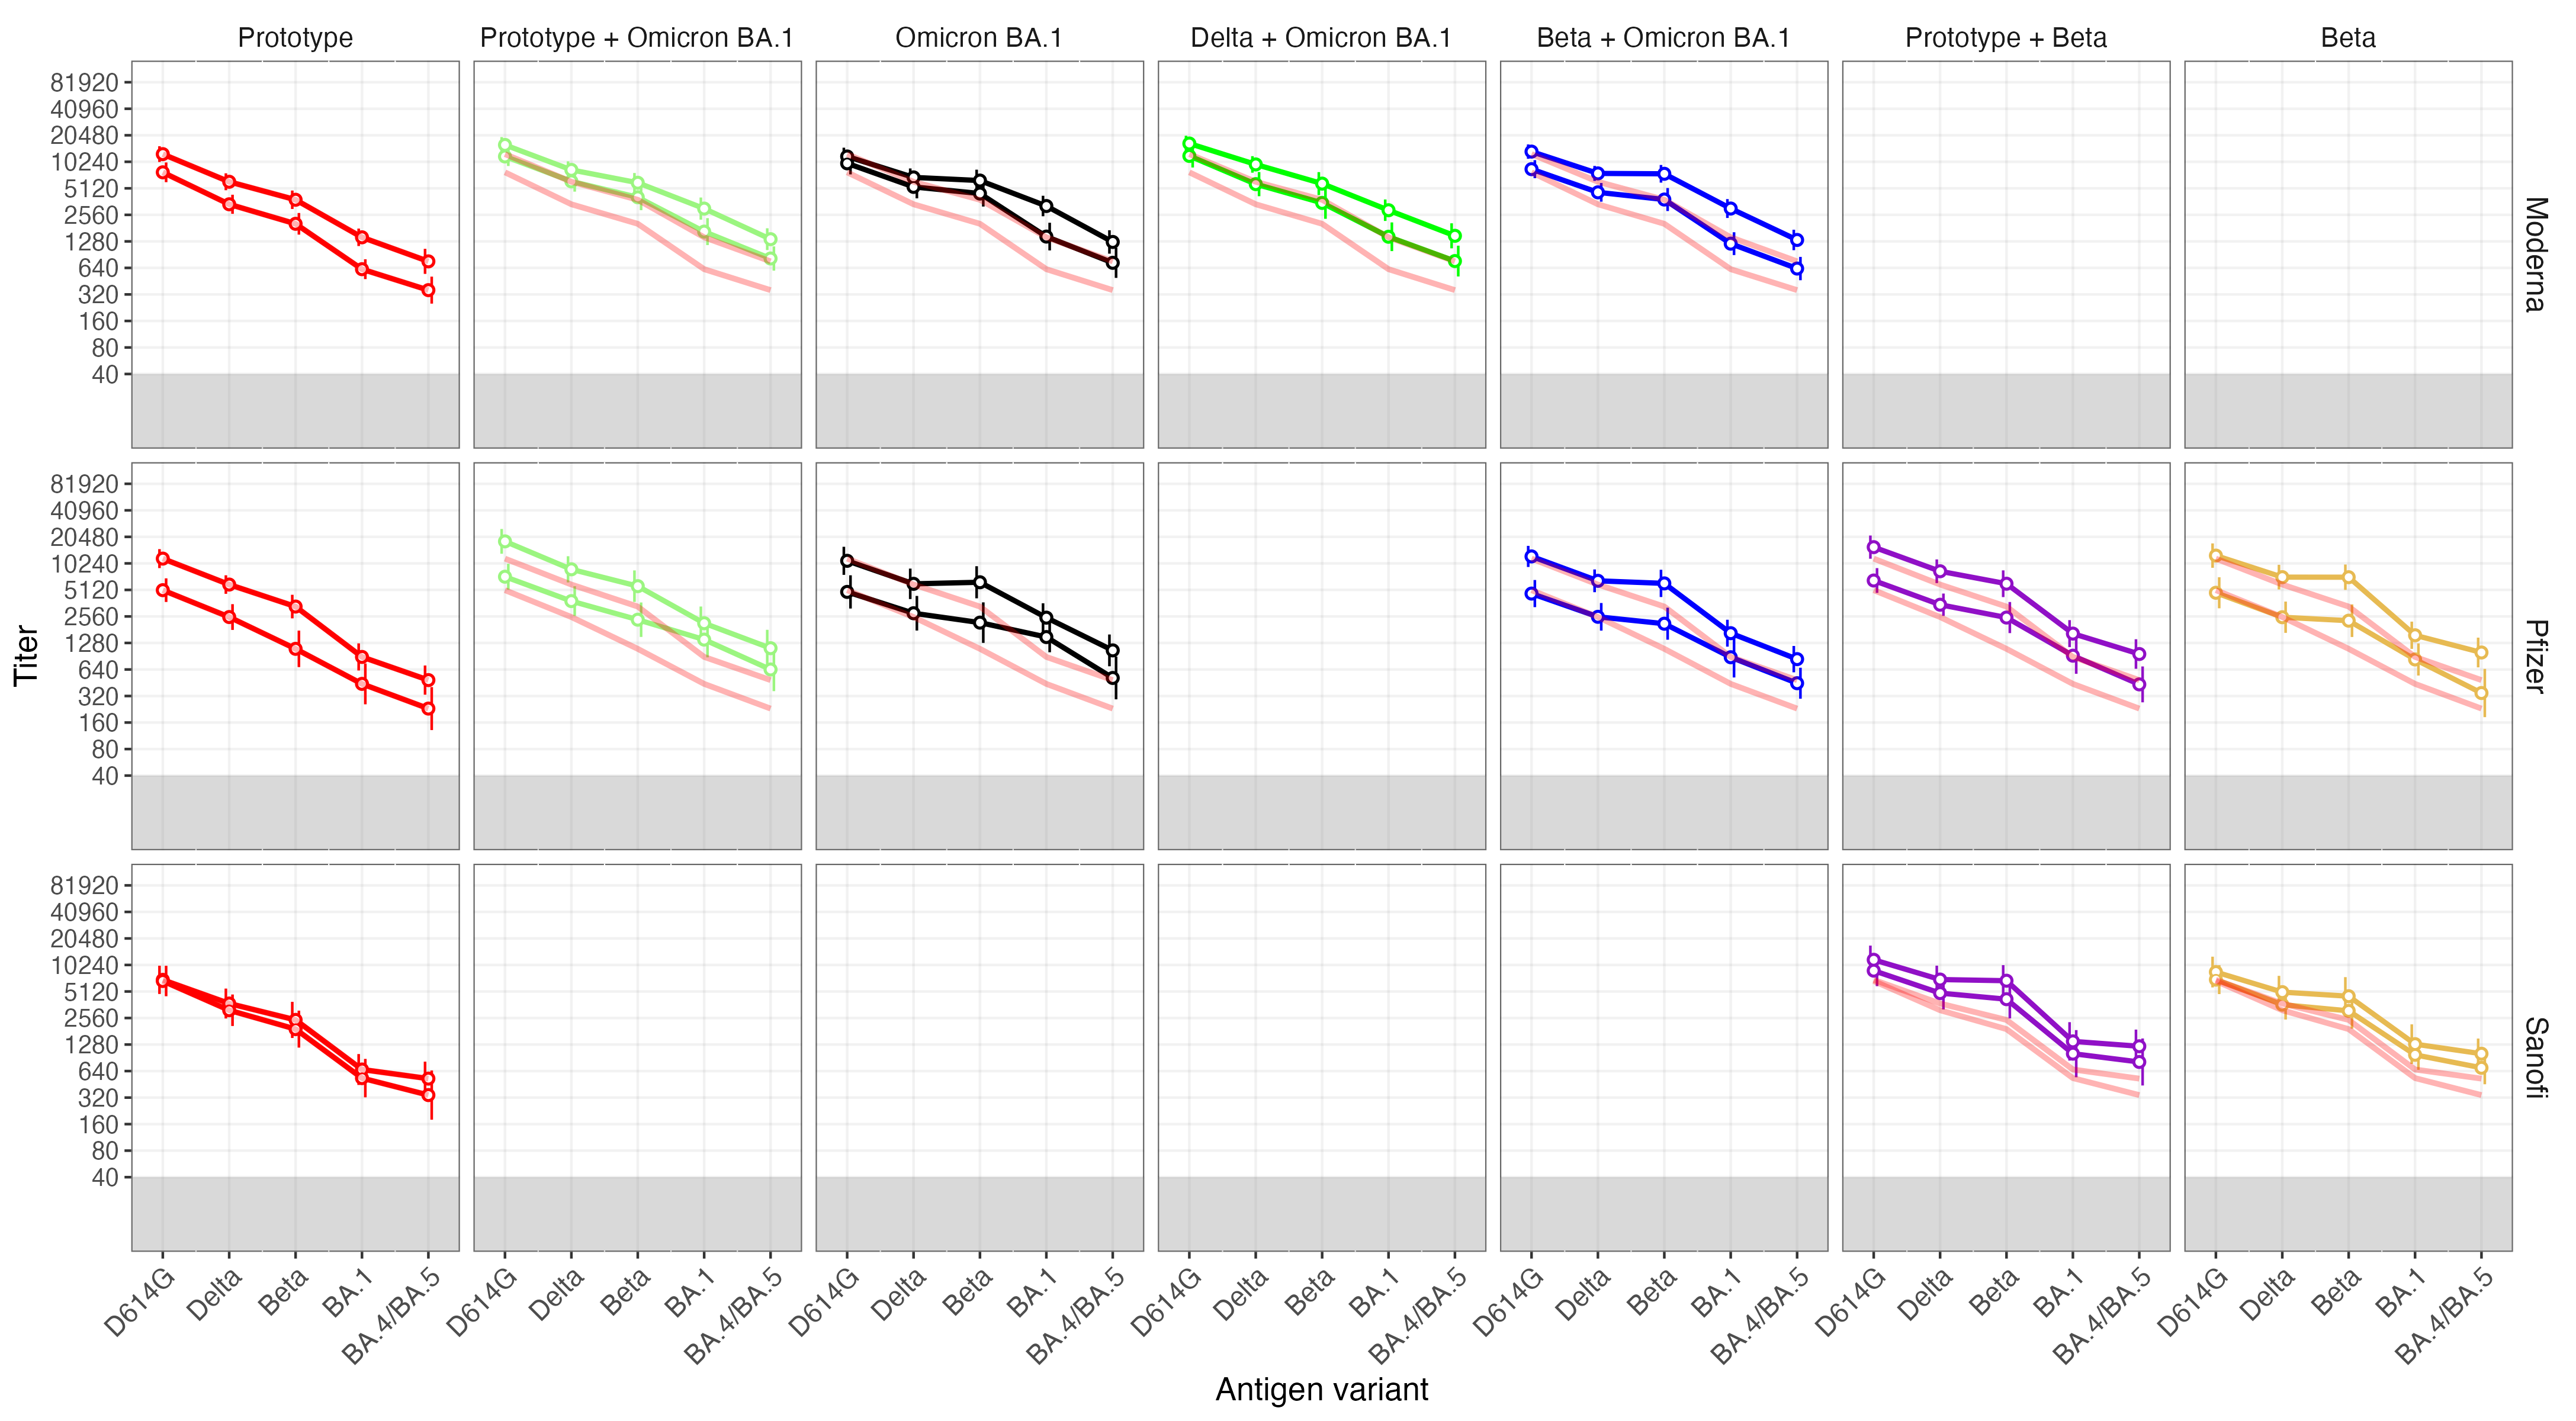 Prototype
Prototype + Omicron BA.1
Omicron BA.1
Delta + Omicron BA.1
Beta + Omicron BA.1
Prototype + Beta
Beta
81920
40960
20480
10240
5120
2560
1280
640
320
160
80
40
Moderna
81920
40960
20480
10240
5120
2560
1280
640
320
160
80
40
Pfizer
Titer
81920
40960
20480
10240
5120
2560
1280
640
320
160
80
40
Sanofi
D614G
Delta
Beta
BA.1
BA.4/BA.5
D614G
Delta
Beta
BA.1
BA.4/BA.5
D614G
Delta
Beta
BA.1
BA.4/BA.5
D614G
Delta
Beta
BA.1
BA.4/BA.5
D614G
Delta
Beta
BA.1
BA.4/BA.5
D614G
Delta
Beta
BA.1
BA.4/BA.5
D614G
Delta
Beta
BA.1
BA.4/BA.5
Antigen variant